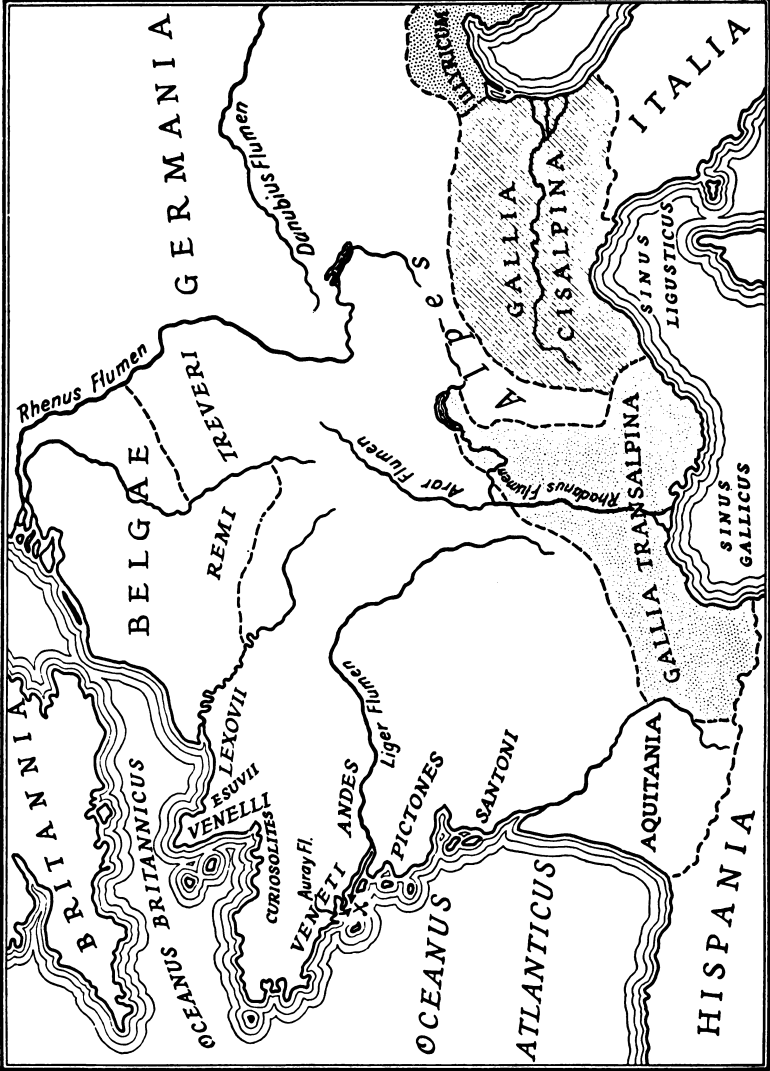 BRITANNIA
OCEANUS BRITANNICUS
BELGAE
Rhenus Flumen
GERMANIA
REMI
TREVERI
LEXOVII
ESUVII
VENELLI
CURIOSOLITES
Auray Fl.
VENETI
X
ANDES
Liger Flumen
PICTONES
SANTONI
Danubius Flumen
Arar Flumen
Rhadanus Flumen
Alpes
ILLYRICUM
GALLIA
CISALPINA
ITALIA
OCEANUS
ATLANTICUS
AQUITANIA
GALLIA TRANSALPINA
SINUS
LIGUSTICUS
SINUS
GALLICUS
HISPANIA